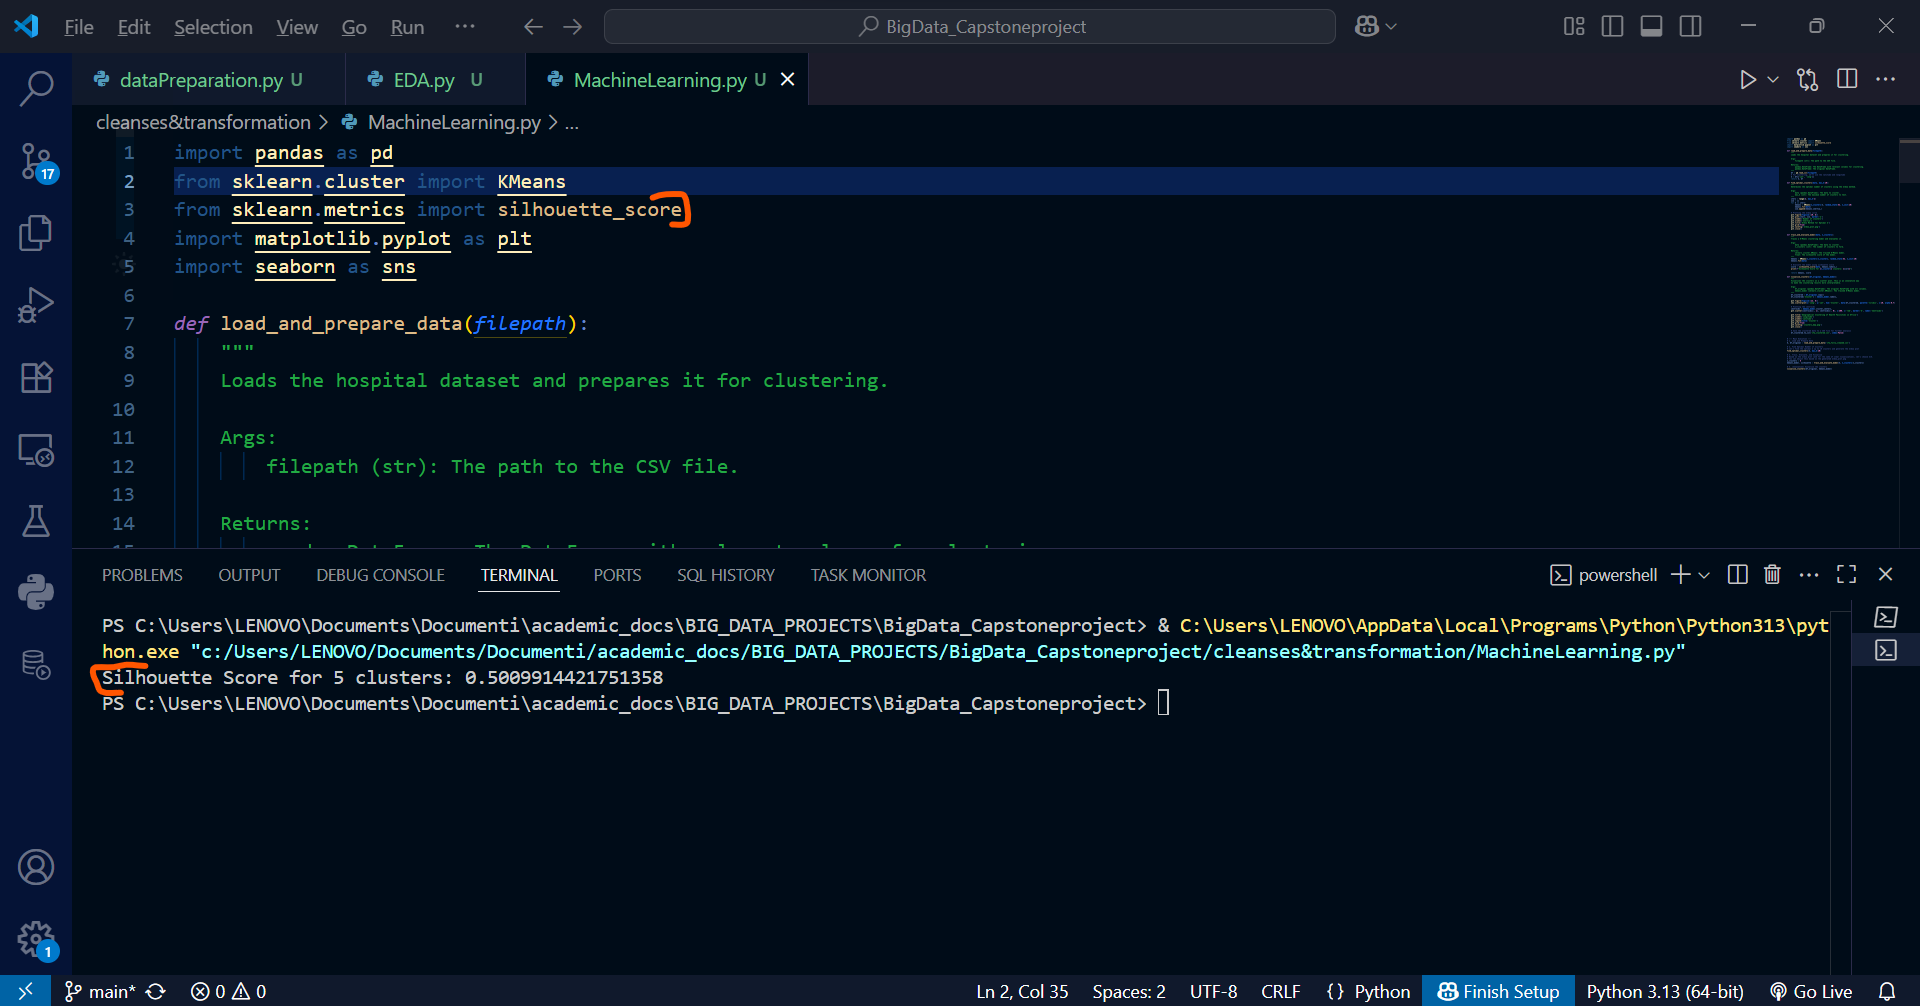 File Edit Selection View Go Run ··· BigData_Capstoneproject
dataPreparation.py U EDA.py U MachineLearning.py U
cleanses&transformation > MachineLearning.py > ...
1 import pandas as pd
2 from sklearn.cluster import KMeans
3 from sklearn.metrics import silhouette_score
4 import matplotlib.pyplot as plt
5 import seaborn as sns
6
7 def load_and_prepare_data(filepath):
8 """
9 Loads the hospital dataset and prepares it for clustering.
10
11 Args:
12 filepath (str): The path to the CSV file.
13
14 Returns:
17
PROBLEMS OUTPUT DEBUG CONSOLE TERMINAL PORTS SQL HISTORY TASK MONITOR powershell
PS C:\Users\LENOVO\Documents\Documenti\academic_docs\BIG_DATA_PROJECTS\BigData_Capstoneproject> & C:\Users\LENOVO\AppData\Local\Programs\Python\Python313\pyt
hon.exe "c:/Users/LENOVO/Documents/Documenti/academic_docs/BIG_DATA_PROJECTS/BigData_Capstoneproject/cleanses&transformation/MachineLearning.py"
Silhouette Score for 5 clusters: 0.5009914421751358
PS C:\Users\LENOVO\Documents\Documenti\academic_docs\BIG_DATA_PROJECTS\BigData_Capstoneproject>
1
main* 0 0 Ln 2, Col 35 Spaces: 2 UTF-8 CRLF {} Python Finish Setup Python 3.13 (64-bit) Go Live